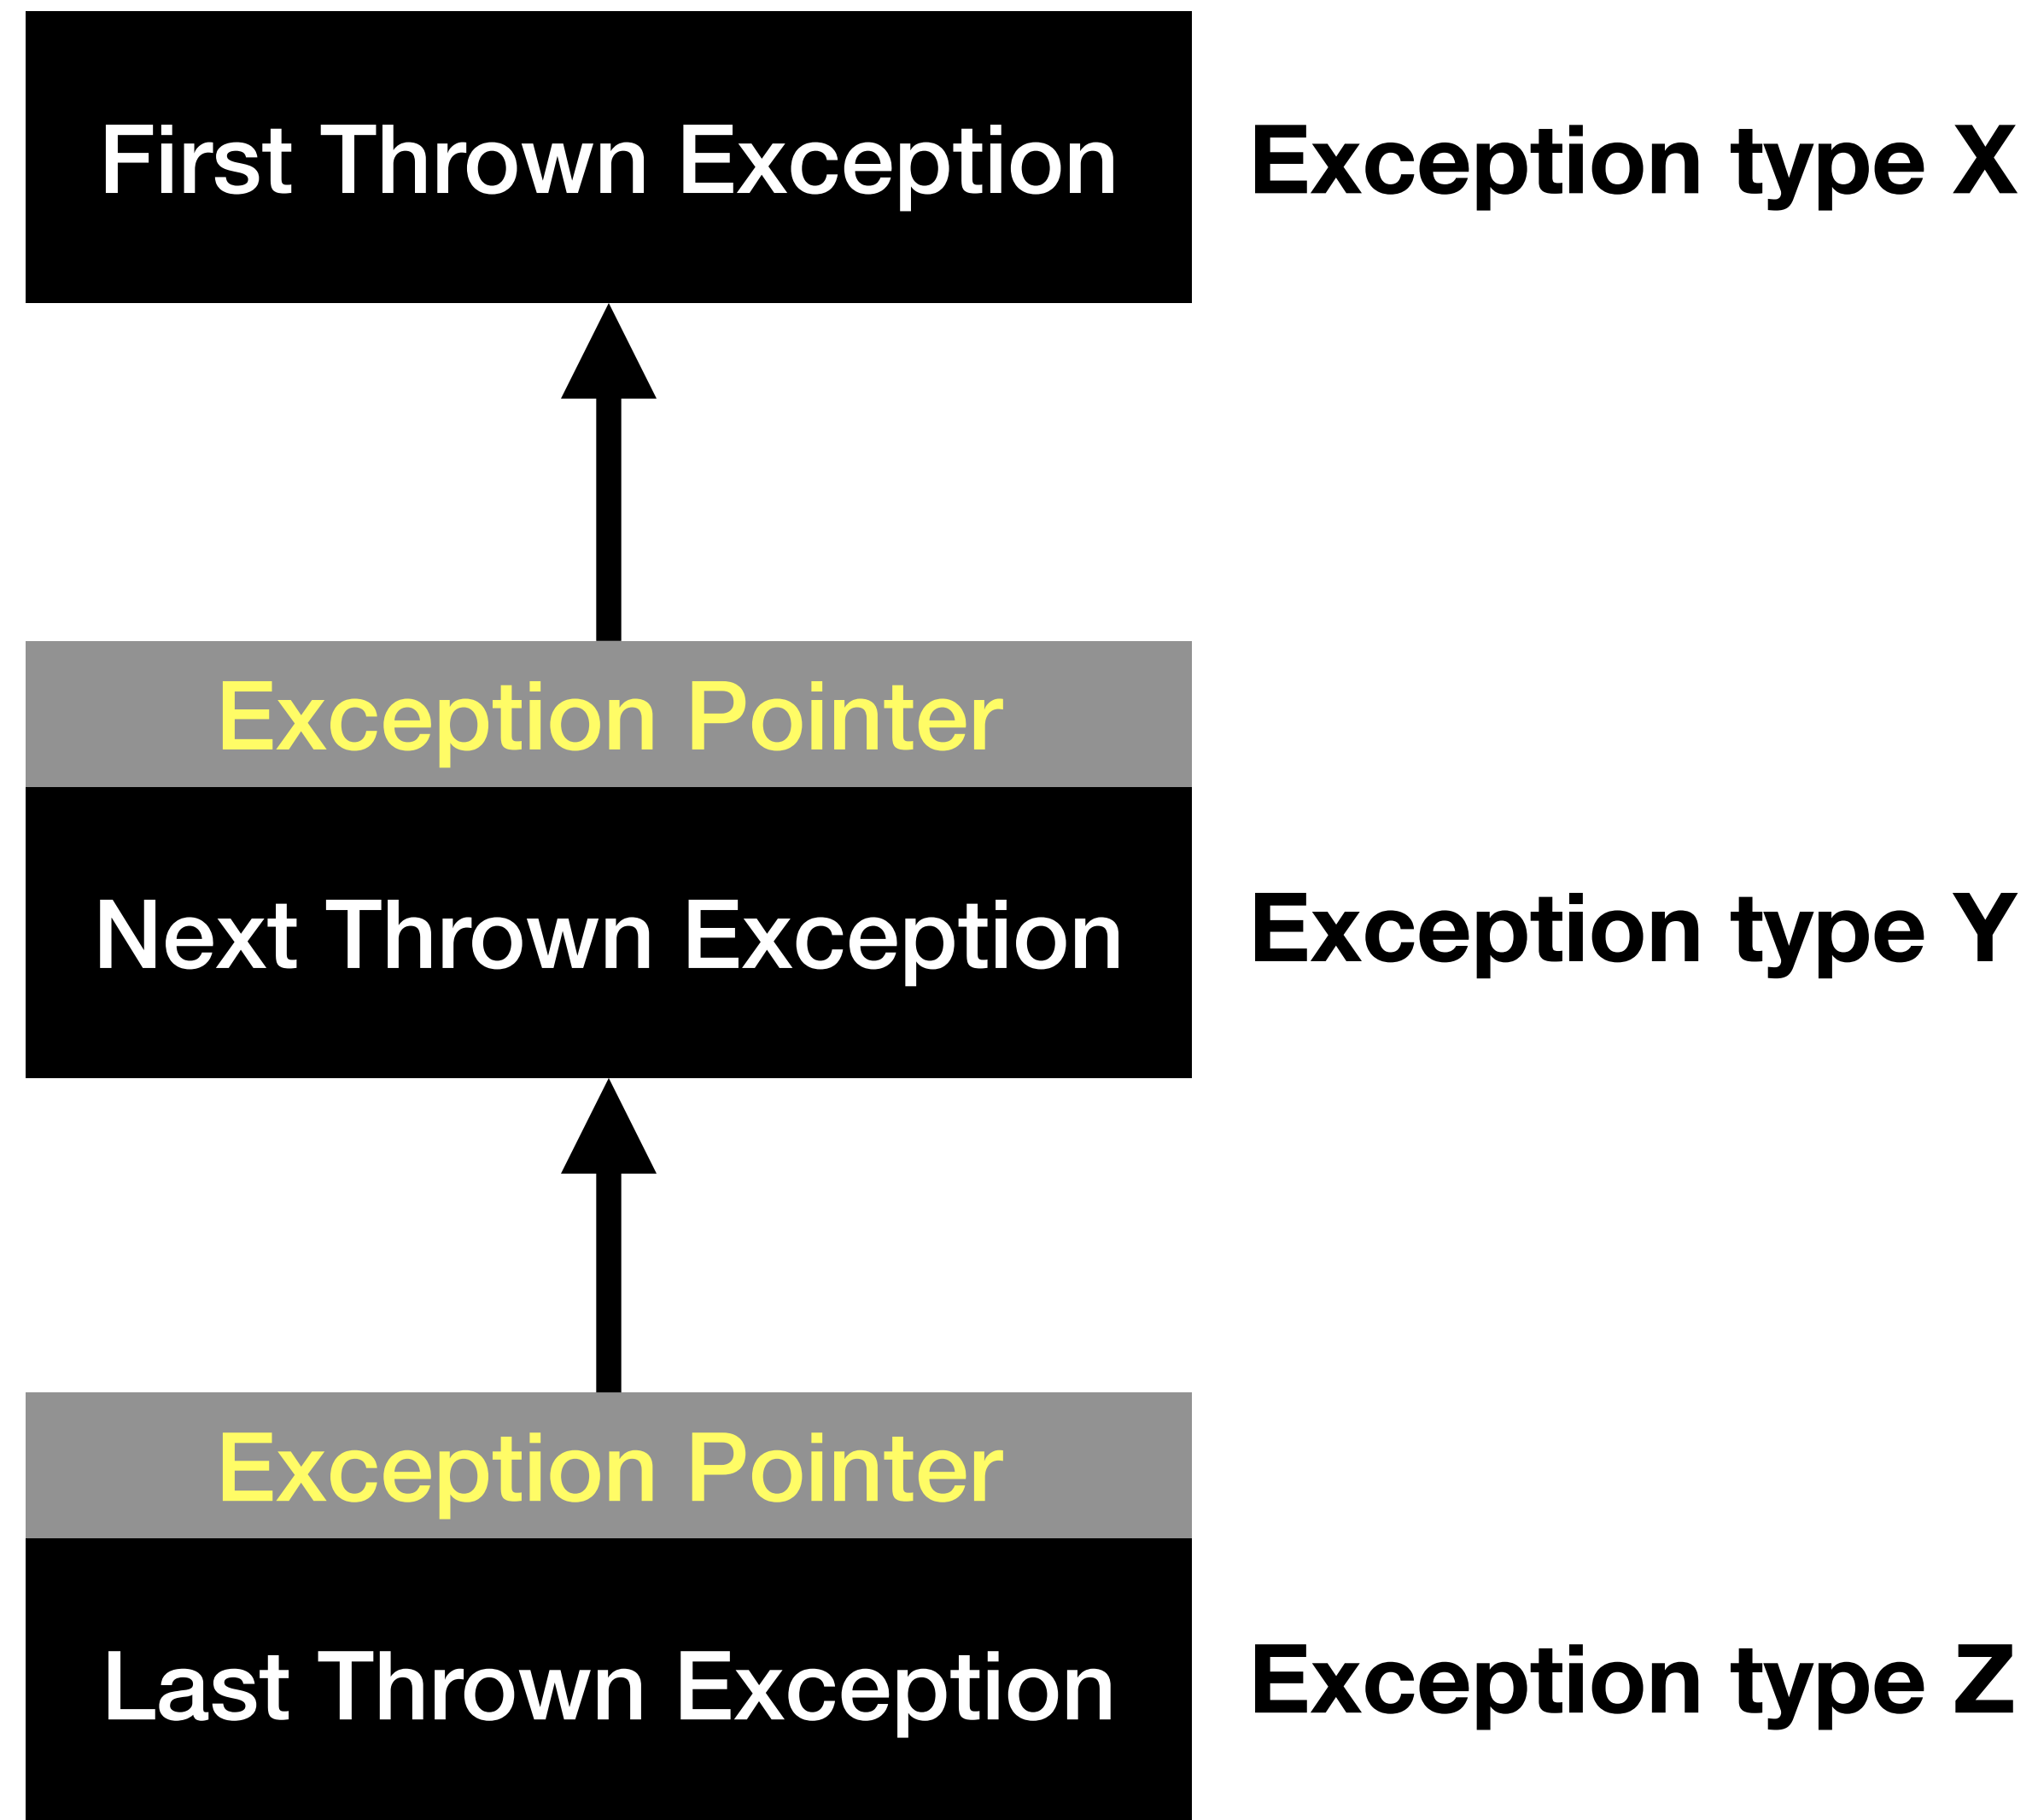 First Thrown Exception
Exception type X
Exception Pointer
Next Thrown Exception
Exception type Y
Exception Pointer
Last Thrown Exception
Exception type Z